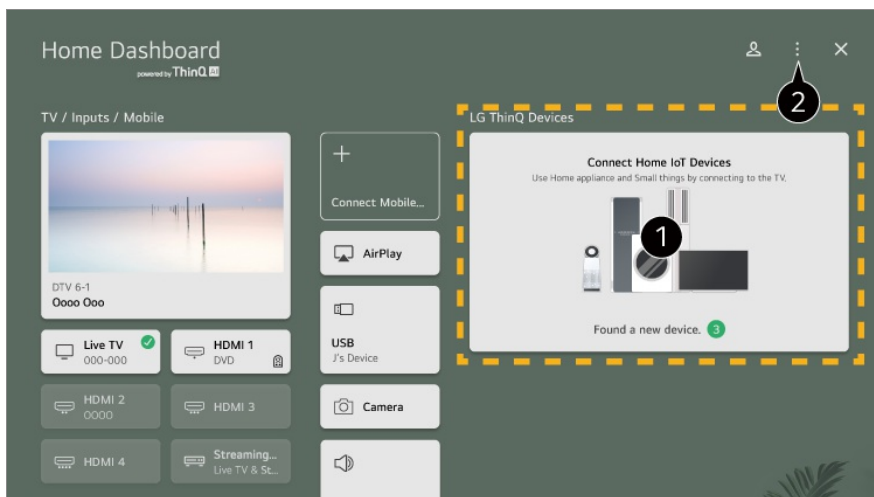 Home Dashboard
powered by ThinQ AI
2
TV / Inputs / Mobile
LG ThinQ Devices
DTV 6-1
Oooo Ooo
Live TV
000-000
HDMI 1
DVD
HDMI 2
0000
HDMI 3
HDMI 4
Streaming...
Live TV & St...
+
Connect Mobile...
AirPlay
USB
J's Device
Camera
Connect Home IoT Devices
Use Home appliance and Small things by connecting to the TV.
1
Found a new device. 3